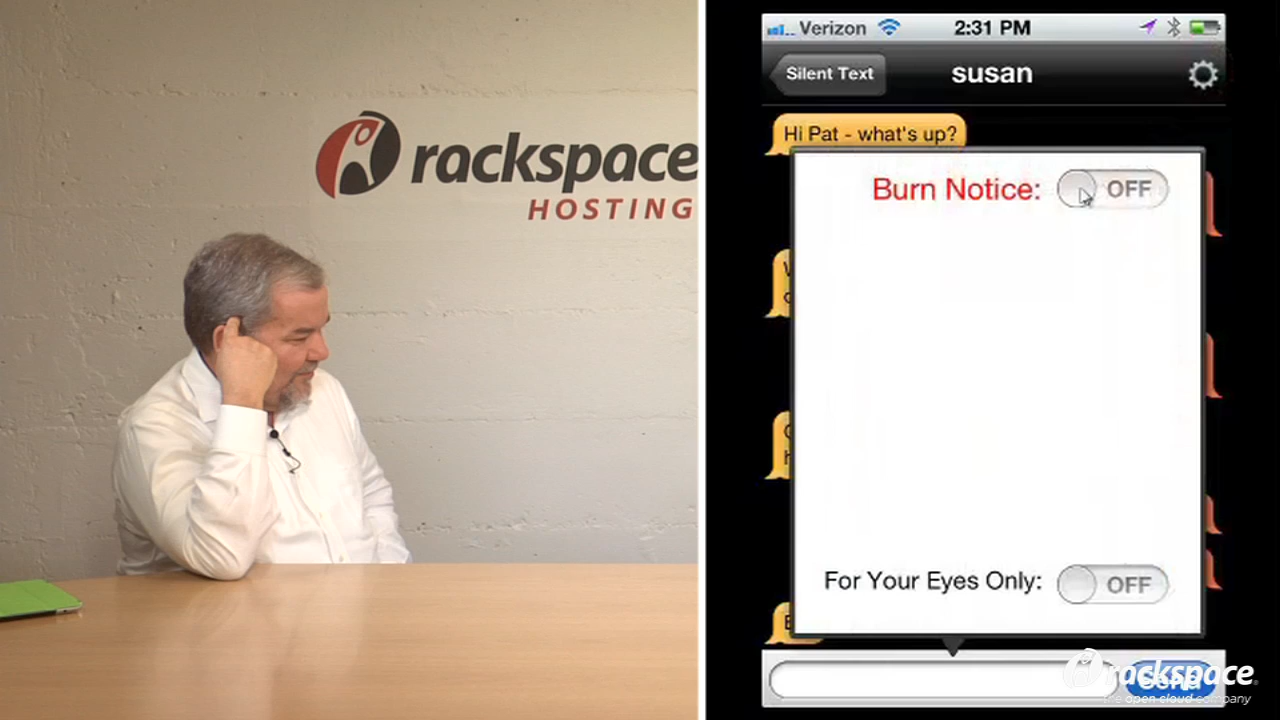 rackspace
HOSTING
Verizon
2:31 PM
Silent Text
susan
Hi Pat - what's up?
Burn Notice:
OFF
For Your Eyes Only:
OFF
Send
rackspace
the open cloud company